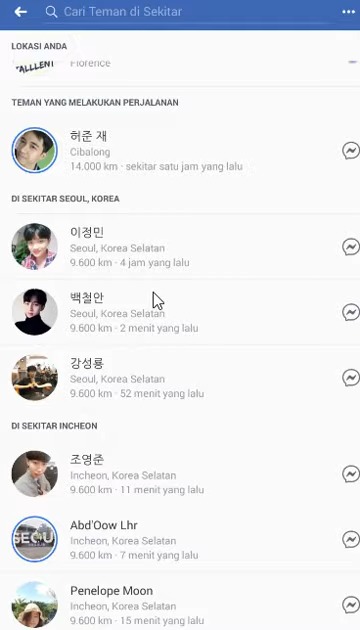 Cari Teman di Sekitar
LOKASI ANDA
"ALLLENT
Florence
TEMAN YANG MELAKUKAN PERJALANAN
허준 재
Cibalong
14.000 km · sekitar satu jam yang lalu
DI SEKITAR SEOUL, KOREA
이정민
Seoul, Korea Selatan
9.600 km · 4 jam yang lalu
백철안
Seoul, Korea Selatan
9.600 km · 2 menit yang lalu
강성룡
Seoul, Korea Selatan
9.600 km · 52 menit yang lalu
DI SEKITAR INCHEON
조영준
Incheon, Korea Selatan
9.600 km · 11 menit yang lalu
SEOU
Abd'Oow Lhr
Incheon, Korea Selatan
9.600 km · 7 menit yang lalu
Penelope Moon
Incheon, Korea Selatan
9.600 km · 15 menit yang lalu